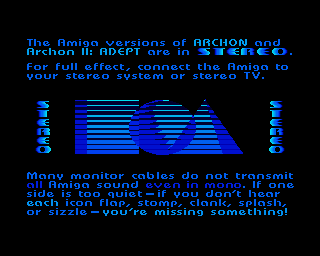 The Amiga versions of ARCHON and
Archon II: ADEPT are in STEREO.
For full effect, connect the Amiga to
your stereo system or stereo TV.
STEREO
STEREO
Many monitor cables do not transmit
all Amiga sound even in mono. If one
side is too quiet–if you don't hear
each icon flap, stomp, clank, splash,
or sizzle–you're missing something!